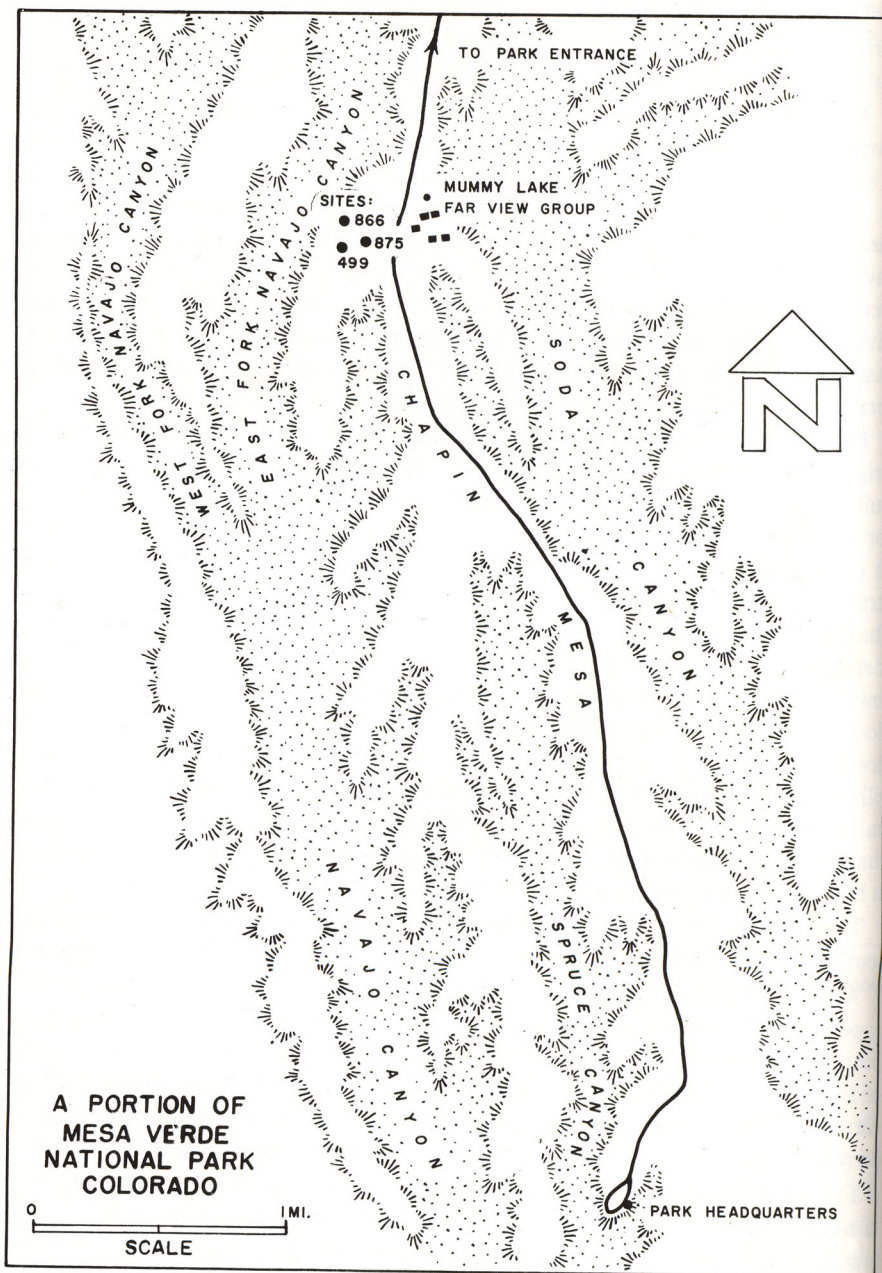 TO PARK ENTRANCE
WEST FORK NAVAJO CANYON
EAST FORK NAVAJO CANYON
SITES:
866
875
499
MUMMY LAKE
FAR VIEW GROUP
N
CHAPIN MESA
SODA CANYON
NAVAJO CANYON
SPRUCE CANYON
A PORTION OF
MESA VERDE
NATIONAL PARK
COLORADO
0 1 MI.
SCALE
PARK HEADQUARTERS